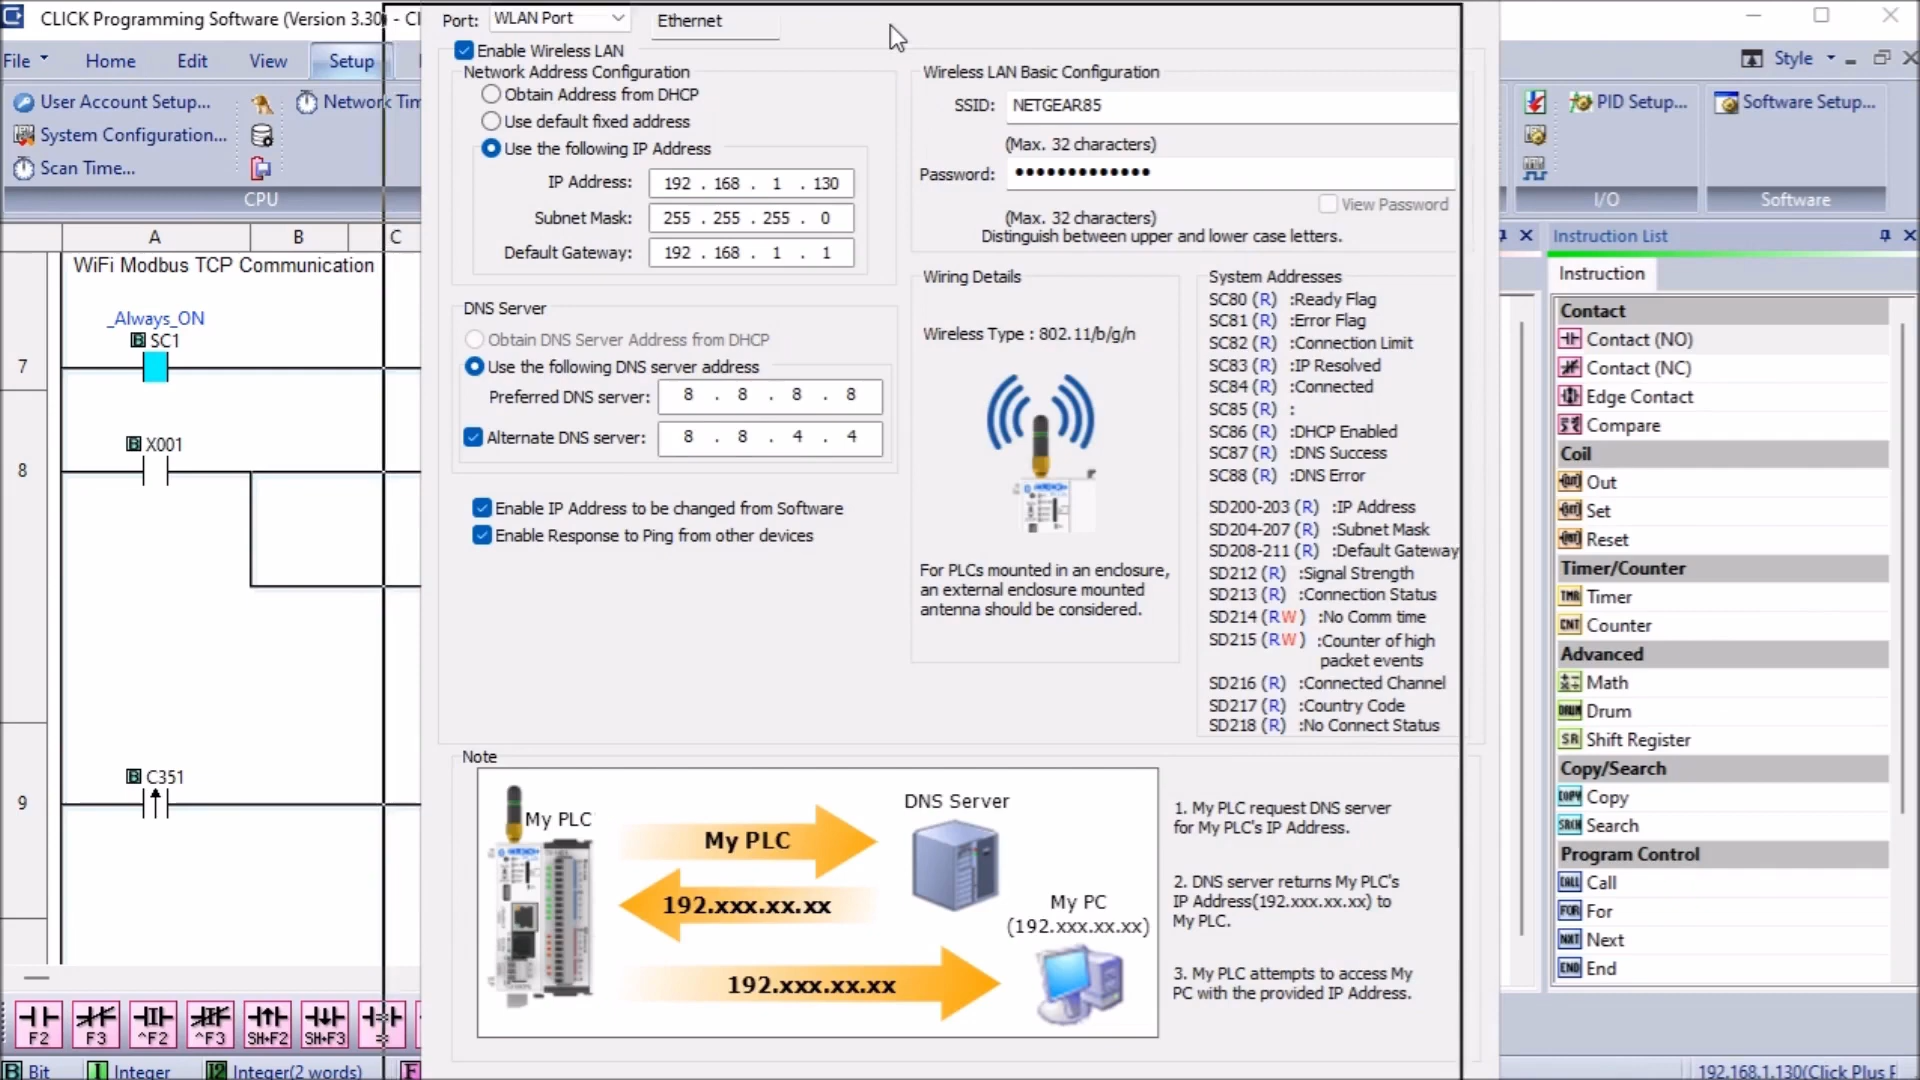 CLICK Programming Software (Version 3.30) - Cl
File Home Edit View Setup
User Account Setup...
Network Tim
System Configuration...
Scan Time...
CPU
A B C
WiFi Modbus TCP Communication
_Always_ON
SC1
7
X001
8
C351
9
F2 F3 ^F2 ^F3 SH+F2 SH+F3
Bit Integer Integer(2 words) F
Port: WLAN Port Ethernet
Enable Wireless LAN
Network Address Configuration
Obtain Address from DHCP
Use default fixed address
Use the following IP Address
IP Address: 192 . 168 . 1 . 130
Subnet Mask: 255 . 255 . 255 . 0
Default Gateway: 192 . 168 . 1 . 1
DNS Server
Obtain DNS Server Address from DHCP
Use the following DNS server address
Preferred DNS server: 8 . 8 . 8 . 8
Alternate DNS server: 8 . 8 . 4 . 4
Enable IP Address to be changed from Software
Enable Response to Ping from other devices
Wireless LAN Basic Configuration
SSID: NETGEAR85
(Max. 32 characters)
Password: •••••••••••••
View Password
(Max. 32 characters)
Distinguish between upper and lower case letters.
Wiring Details
Wireless Type : 802.11/b/g/n
For PLCs mounted in an enclosure,
an external enclosure mounted
antenna should be considered.
System Addresses
SC80 (R) :Ready Flag
SC81 (R) :Error Flag
SC82 (R) :Connection Limit
SC83 (R) :IP Resolved
SC84 (R) :Connected
SC85 (R) :
SC86 (R) :DHCP Enabled
SC87 (R) :DNS Success
SC88 (R) :DNS Error
SD200-203 (R) :IP Address
SD204-207 (R) :Subnet Mask
SD208-211 (R) :Default Gateway
SD212 (R) :Signal Strength
SD213 (R) :Connection Status
SD214 (RW) :No Comm time
SD215 (RW) :Counter of high
packet events
SD216 (R) :Connected Channel
SD217 (R) :Country Code
SD218 (R) :No Connect Status
Note
My PLC
My PLC
DNS Server
192.xxx.xx.xx
My PC
(192.xxx.xx.xx)
192.xxx.xx.xx
1. My PLC request DNS server
for My PLC's IP Address.
2. DNS server returns My PLC's
IP Address(192.xxx.xx.xx) to
My PLC.
3. My PLC attempts to access My
PC with the provided IP Address.
Style
PID Setup...
Software Setup...
I/O
Software
Instruction List
Instruction
Contact
Contact (NO)
Contact (NC)
Edge Contact
Compare
Coil
Out
Set
Reset
Timer/Counter
TMR Timer
CNT Counter
Advanced
Math
DRUM Drum
SR Shift Register
Copy/Search
COPY Copy
SRCH Search
Program Control
CALL Call
FOR For
NXT Next
END End
192.168.1.130(Click Plus P